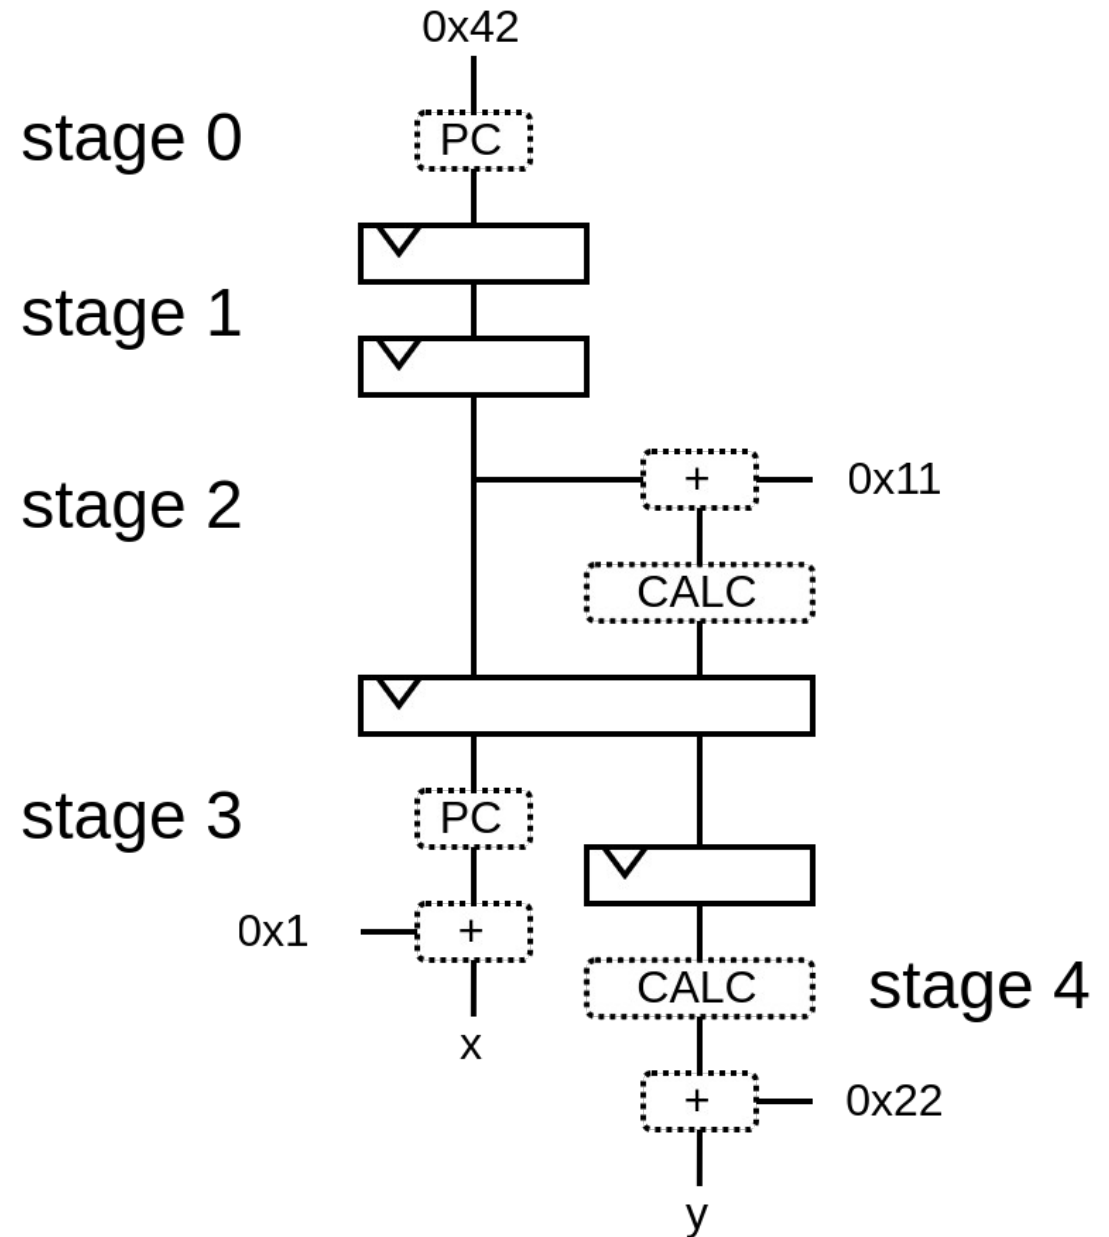 0x42
stage 0
PC
stage 1
stage 2
+
0x11
CALC
stage 3
PC
0x1
+
CALC
stage 4
x
+
0x22
y